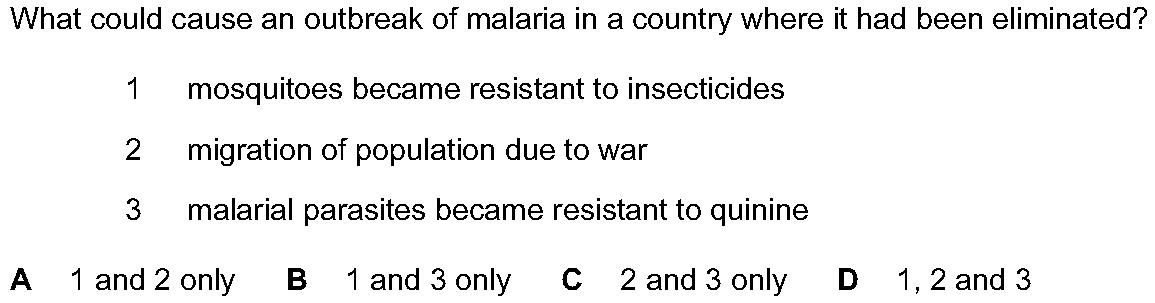 What could cause an outbreak of malaria in a country where it had been eliminated?
1 mosquitoes became resistant to insecticides
2 migration of population due to war
3 malarial parasites became resistant to quinine
A 1 and 2 only B 1 and 3 only C 2 and 3 only D 1, 2 and 3